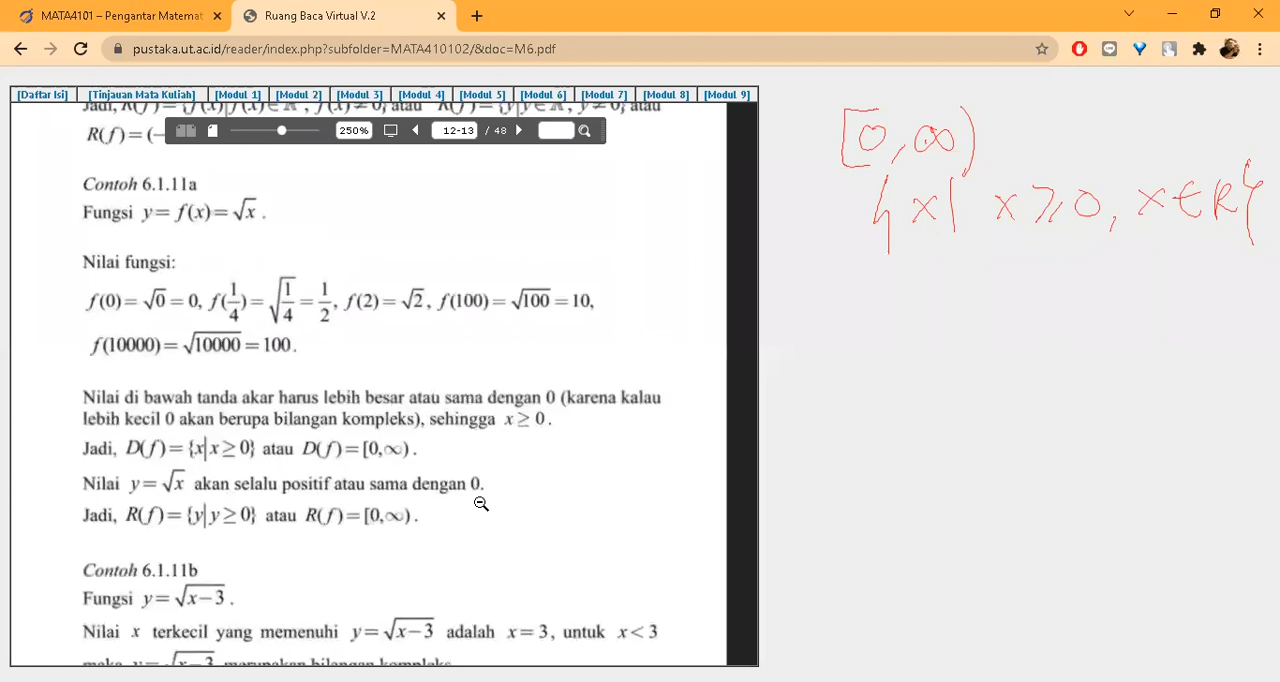 MATA4101 – Pengantar Matemat
Ruang Baca Virtual V.2
pustaka.ut.ac.id/reader/index.php?subfolder=MATA410102/&doc=M6.pdf
[Daftar Isi] [Tinjauan Mata Kuliah] [Modul 1] [Modul 2] [Modul 3] [Modul 4] [Modul 5] [Modul 6] [Modul 7] [Modul 8] [Modul 9]
250% 12-13 / 48
R(f) = (−
Contoh 6.1.11a
Fungsi y = f(x) = √x .
Nilai fungsi:
f(0) = √0 = 0, f(1/4) = √(1/4) = 1/2, f(2) = √2, f(100) = √100 = 10,
f(10000) = √10000 = 100.
Nilai di bawah tanda akar harus lebih besar atau sama dengan 0 (karena kalau
lebih kecil 0 akan berupa bilangan kompleks), sehingga x ≥ 0.
Jadi, D(f) = {x|x ≥ 0} atau D(f) = [0,∞).
Nilai y = √x akan selalu positif atau sama dengan 0.
Jadi, R(f) = {y|y ≥ 0} atau R(f) = [0,∞).
Contoh 6.1.11b
Fungsi y = √(x−3) .
Nilai x terkecil yang memenuhi y = √(x−3) adalah x = 3, untuk x < 3
maka y = √(x−3) merupakan bilangan kompleks.
[0,∞)
{x| x ≥ 0, x ∈ R}